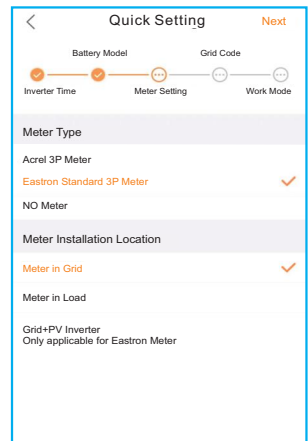 Quick Setting
Next
Battery Model
Grid Code
Inverter Time
Meter Setting
Work Mode
Meter Type
Acrel 3P Meter
Eastron Standard 3P Meter
NO Meter
Meter Installation Location
Meter in Grid
Meter in Load
Grid+PV Inverter
Only applicable for Eastron Meter